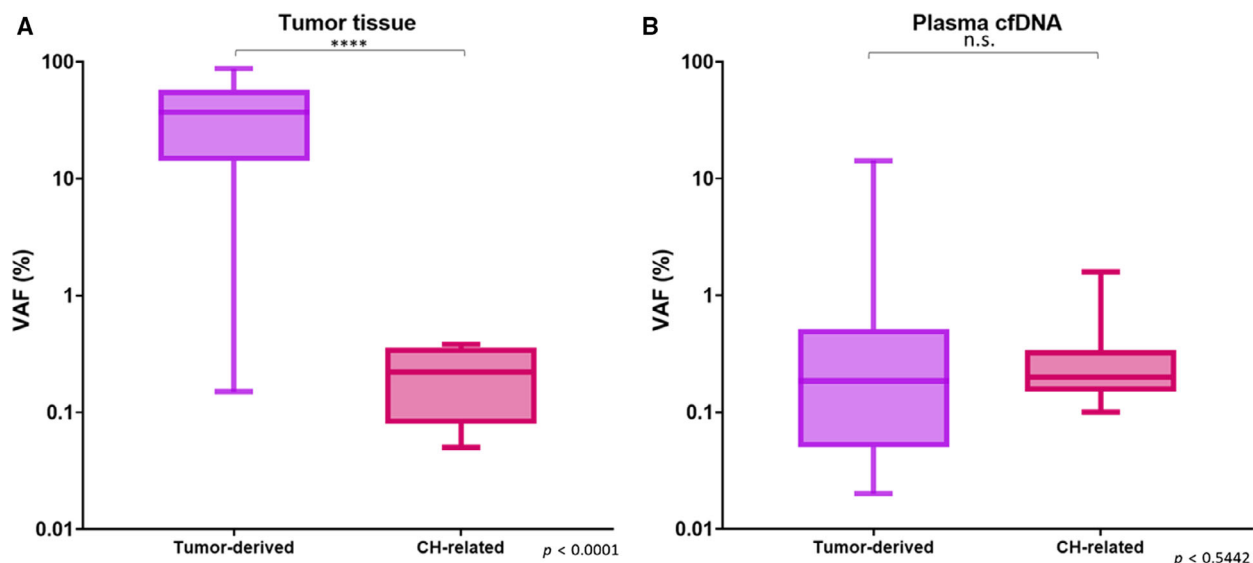 A
Tumor tissue
****
100
10
1
0.1
0.01
VAF (%)
Tumor-derived
CH-related
p < 0.0001
B
Plasma cfDNA
n.s.
100
10
1
0.1
0.01
VAF (%)
Tumor-derived
CH-related
p < 0.5442